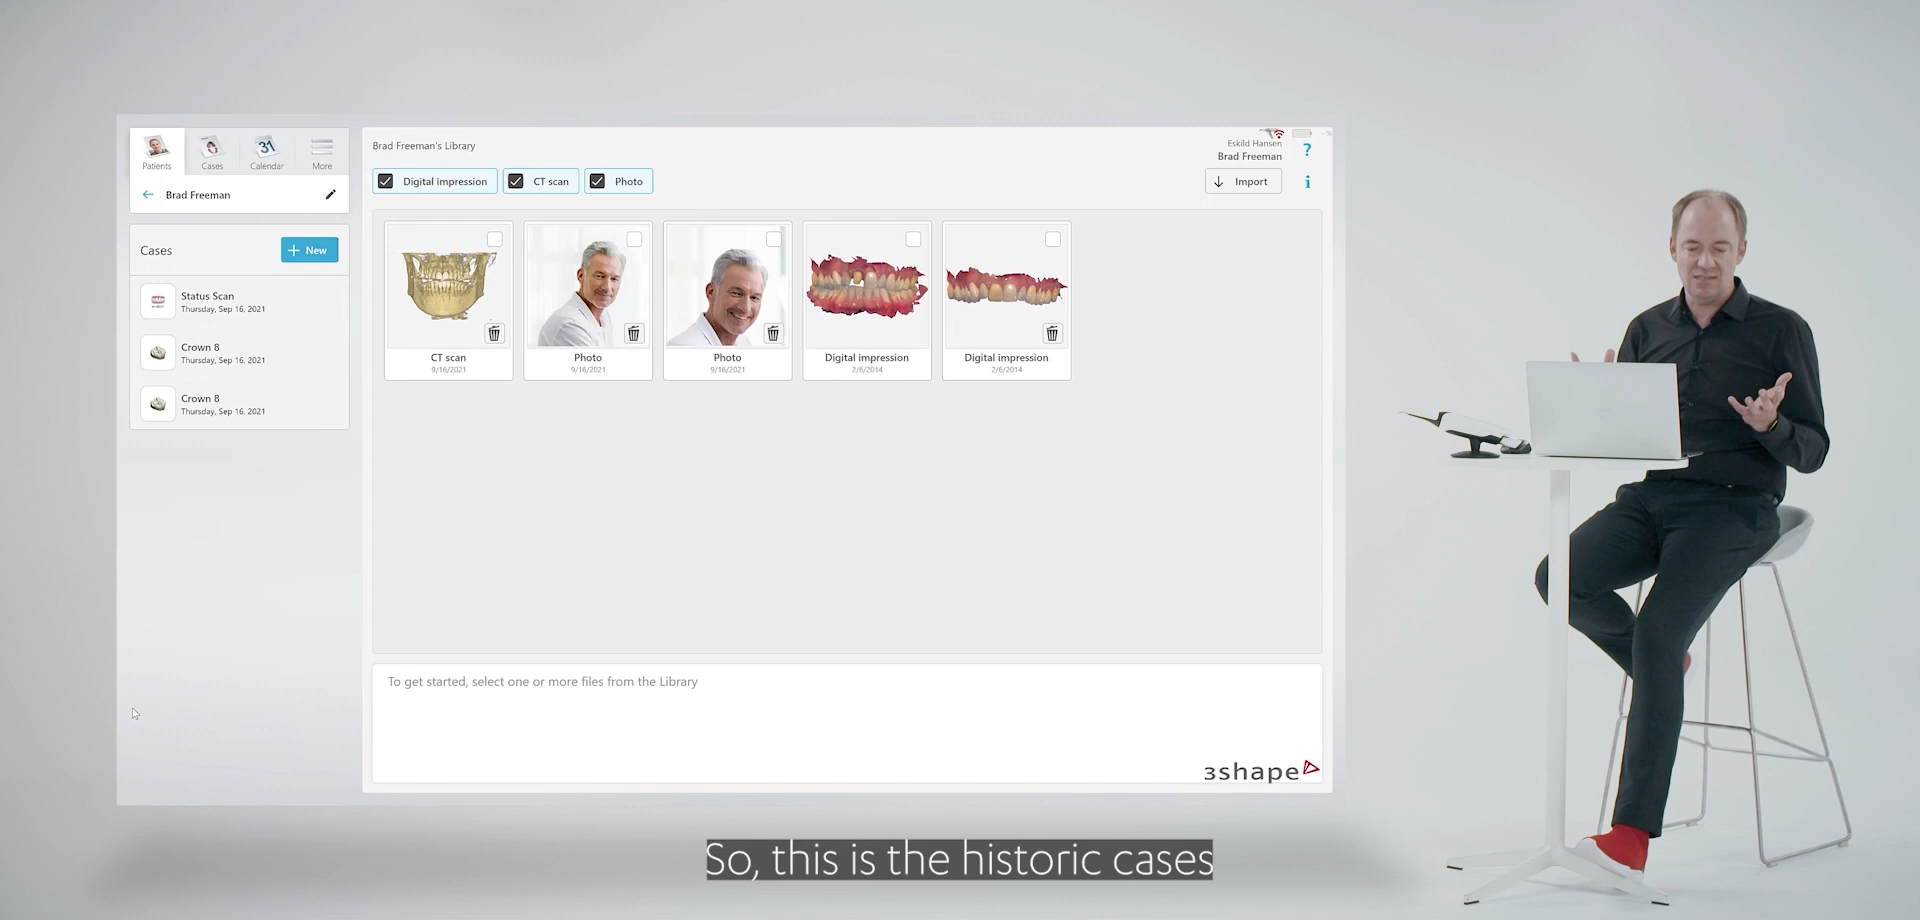 Patients
Cases
31
Calendar
More
Brad Freeman
Cases
+ New
Status Scan
Thursday, Sep 16, 2021
Crown 8
Thursday, Sep 16, 2021
Crown 8
Thursday, Sep 16, 2021
Brad Freeman's Library
Eskild Hansen
Brad Freeman
?
Digital impression
CT scan
Photo
Import
i
CT scan
9/16/2021
Photo
9/16/2021
Photo
9/16/2021
Digital impression
2/6/2014
Digital impression
2/6/2014
To get started, select one or more files from the Library
3shape
So, this is the historic cases